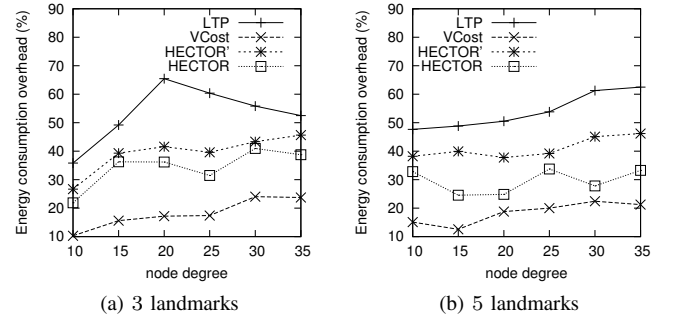 Energy consumption overhead (%)
90
80
70
60
50
40
30
20
10
LTP
VCost
HECTOR'
HECTOR
10 15 20 25 30 35
node degree
(a) 3 landmarks
Energy consumption overhead (%)
90
80
70
60
50
40
30
20
10
LTP
VCost
HECTOR'
HECTOR
10 15 20 25 30 35
node degree
(b) 5 landmarks